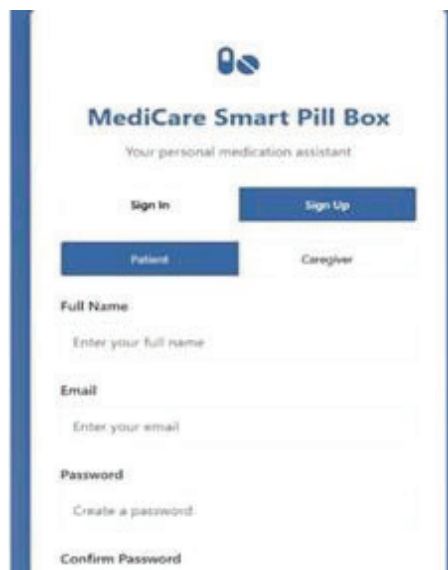 MediCare Smart Pill Box
Your personal medication assistant
Sign In Sign Up
Patient Caregiver
Full Name
Enter your full name
Email
Enter your email
Password
Create a password
Confirm Password